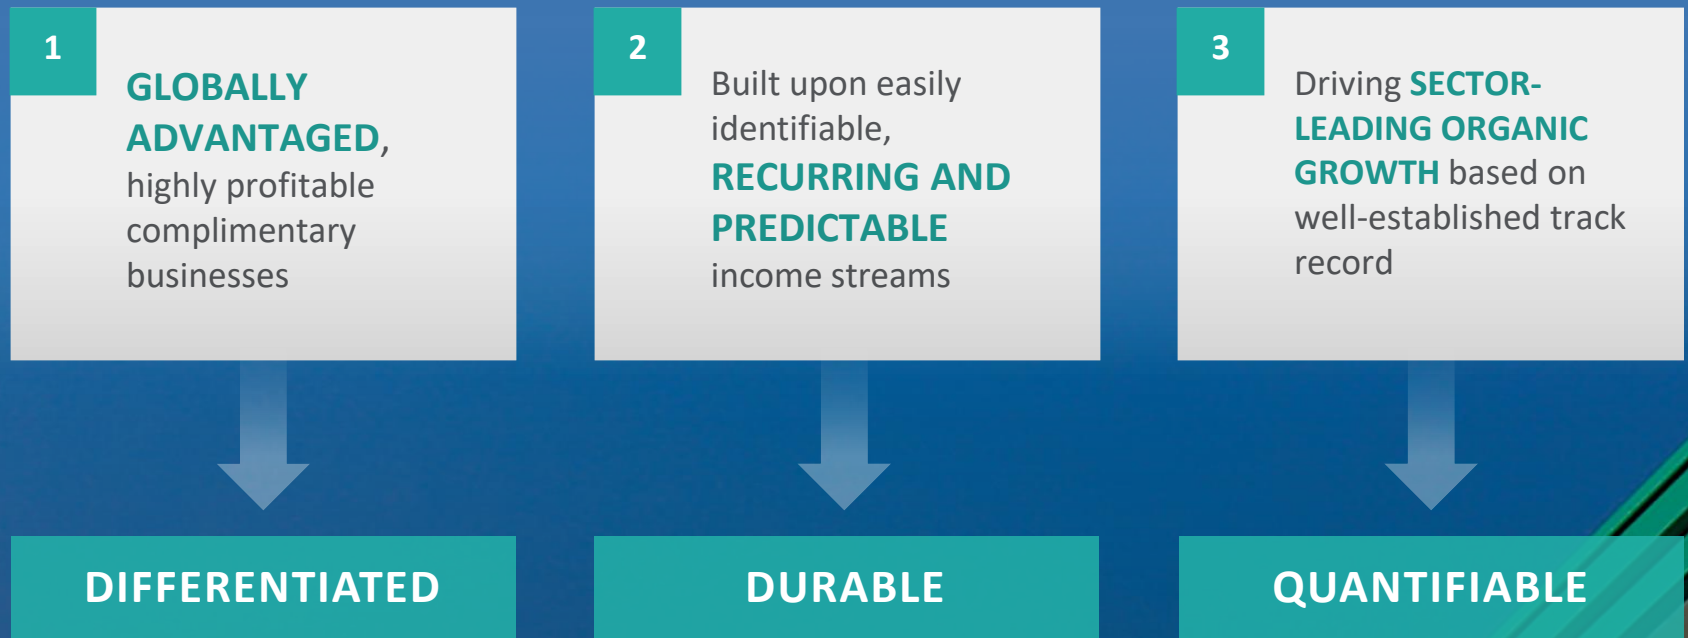 1
GLOBALLY
ADVANTAGED,
highly profitable
complimentary
businesses
DIFFERENTIATED
2
Built upon easily
identifiable,
RECURRING AND
PREDICTABLE
income streams
DURABLE
3
Driving SECTOR-
LEADING ORGANIC
GROWTH based on
well-established track
record
QUANTIFIABLE